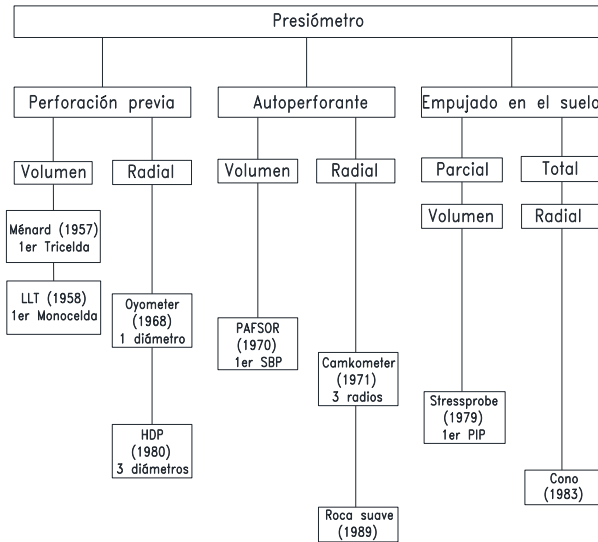 Presiómetro
Perforación previa
Autoperforante
Empujado en el suelo
Volumen
Radial
Volumen
Radial
Parcial
Total
Volumen
Radial
Ménard (1957)
1er Tricelda
LLT (1958)
1er Monocelda
Oyometer
(1968)
1 diámetro
HDP
(1980)
3 diámetros
PAFSOR
(1970)
1er SBP
Camkometer
(1971)
3 radios
Roca suave
(1989)
Stressprobe
(1979)
1er PIP
Cono
(1983)